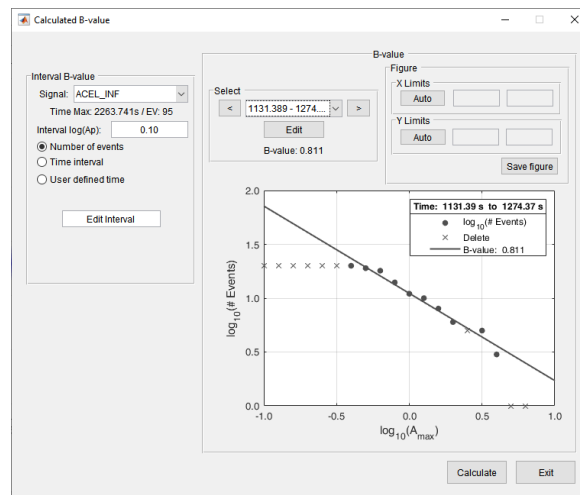 Calculated B-value
Interval B-value
Signal: ACEL_INF
Time Max: 2263.741s / EV: 95
Interval log(Ap): 0.10
Number of events
Time interval
User defined time
Edit Interval
B-value
Select
< 1131.389 - 1274.... >
Edit
B-value: 0.811
Figure
X Limits
Auto
Y Limits
Auto
Save figure
Time: 1131.39 s to 1274.37 s
log10(# Events)
Delete
B-value: 0.811
log10(# Events)
2.0
1.5
1.0
0.5
0.0
-1.0 -0.5 0.0 0.5 1.0
log10(Amax)
Calculate Exit